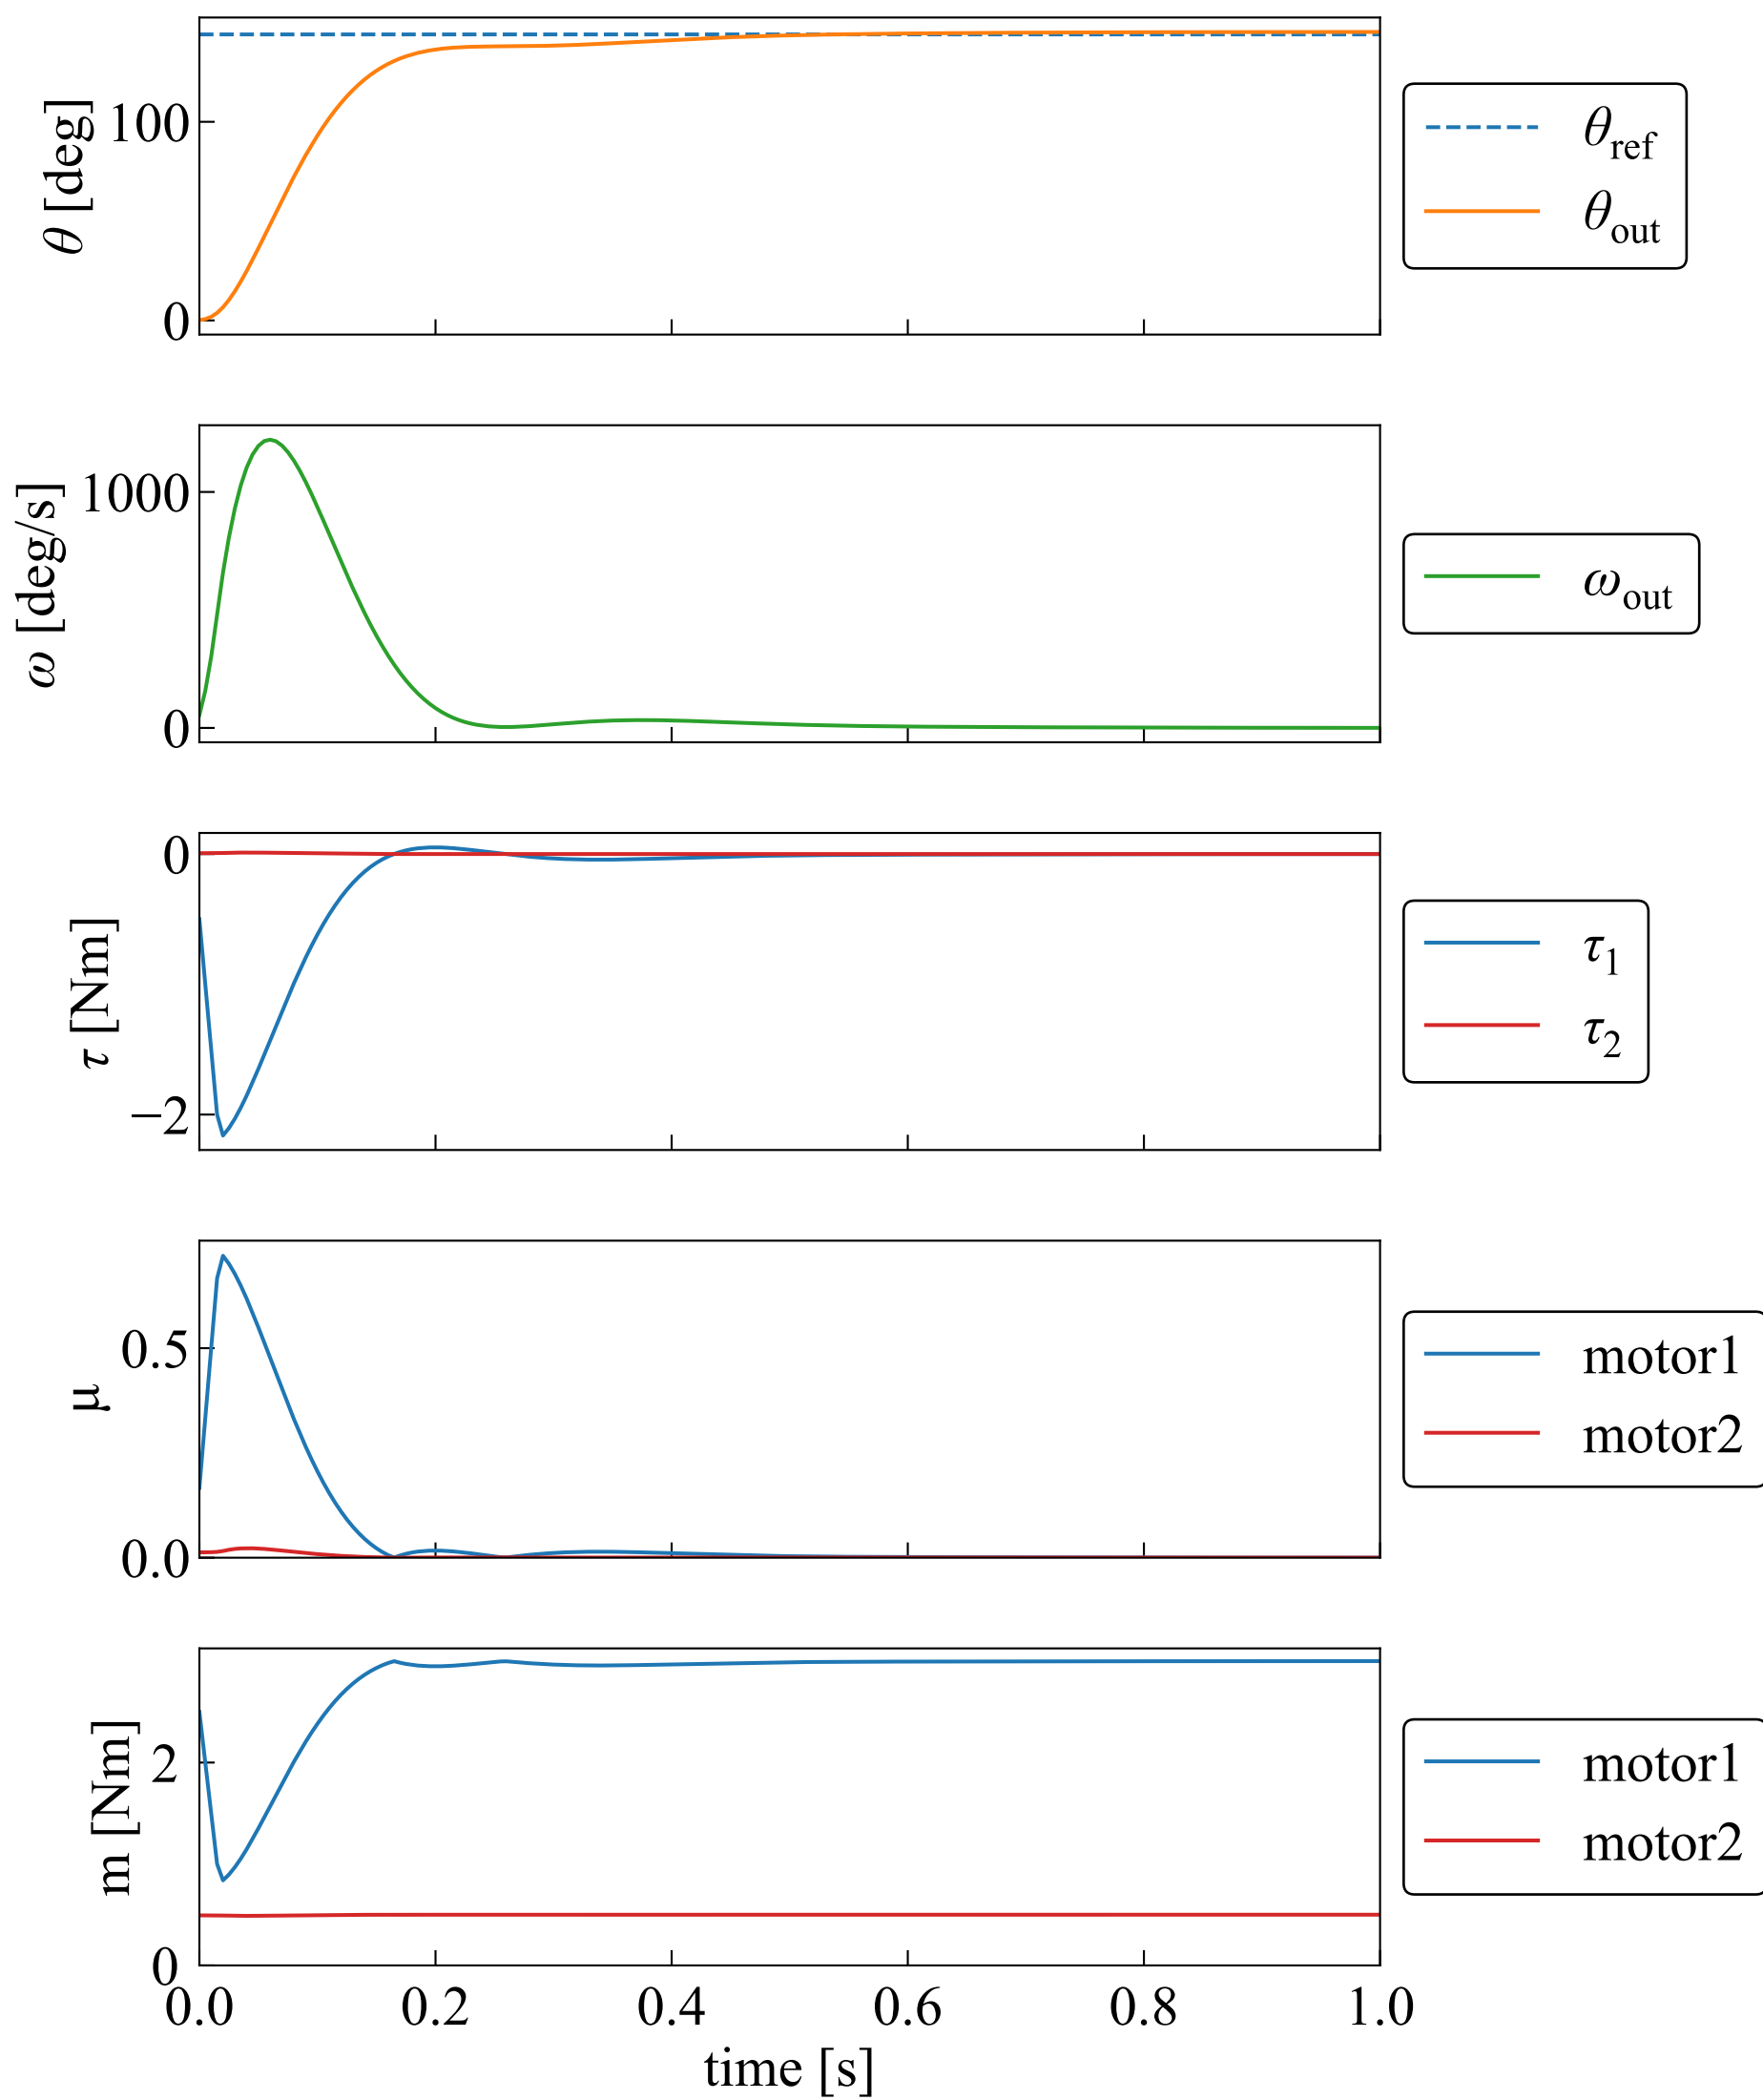 θ [deg]
100
0
θref
θout
ω [deg/s]
1000
0
ωout
τ [Nm]
0
−2
τ1
τ2
μ
0.5
0.0
motor1
motor2
m [Nm]
2
0
motor1
motor2
0.0 0.2 0.4 0.6 0.8 1.0
time [s]